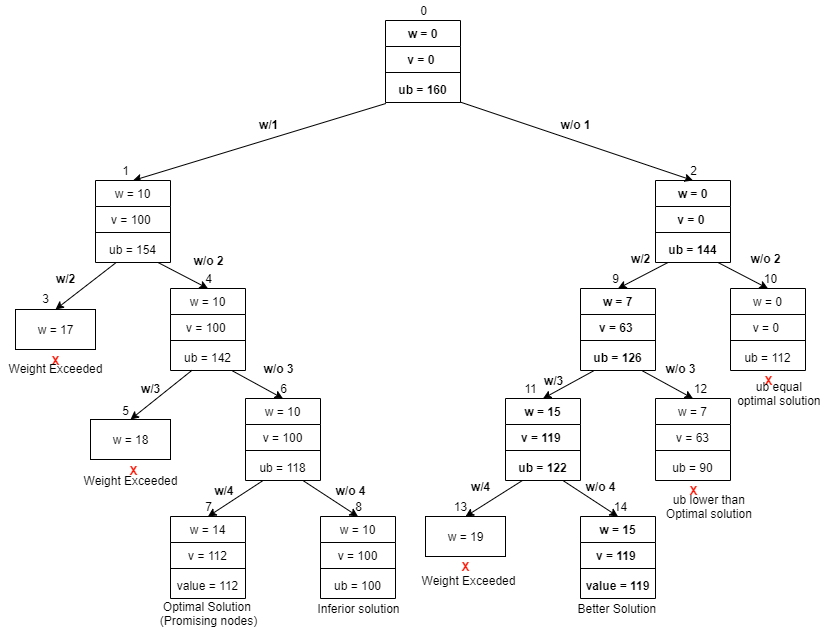 0
w = 0
v = 0
ub = 160
w/1
w/o 1
1
w = 10
v = 100
ub = 154
2
w = 0
v = 0
ub = 144
w/2
w/o 2
w/2
w/o 2
3
w = 17
X
Weight Exceeded
4
w = 10
v = 100
ub = 142
9
w = 7
v = 63
ub = 126
10
w = 0
v = 0
ub = 112
X
ub equal
optimal solution
w/3
w/o 3
w/3
w/o 3
5
w = 18
X
Weight Exceeded
6
w = 10
v = 100
ub = 118
11
w = 15
v = 119
ub = 122
12
w = 7
v = 63
ub = 90
X
ub lower than
Optimal solution
w/4
w/o 4
w/4
w/o 4
7
w = 14
v = 112
value = 112
Optimal Solution
(Promising nodes)
8
w = 10
v = 100
ub = 100
Inferior solution
13
w = 19
X
Weight Exceeded
14
w = 15
v = 119
value = 119
Better Solution